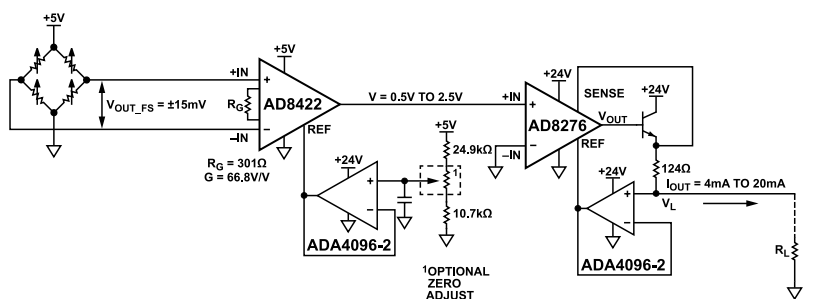 +5V
V_OUT_FS = ±15mV
+IN
R_G
–IN
+
–
+5V
AD8422
REF
R_G = 301Ω
G = 66.8V/V
V = 0.5V TO 2.5V
+24V
+
–
ADA4096-2
+5V
24.9kΩ
1
10.7kΩ
¹OPTIONAL
ZERO
ADJUST
+IN
–IN
+
–
+24V
AD8276
SENSE
V_OUT
REF
+24V
124Ω
+24V
+
–
I_OUT = 4mA TO 20mA
V_L
ADA4096-2
R_L